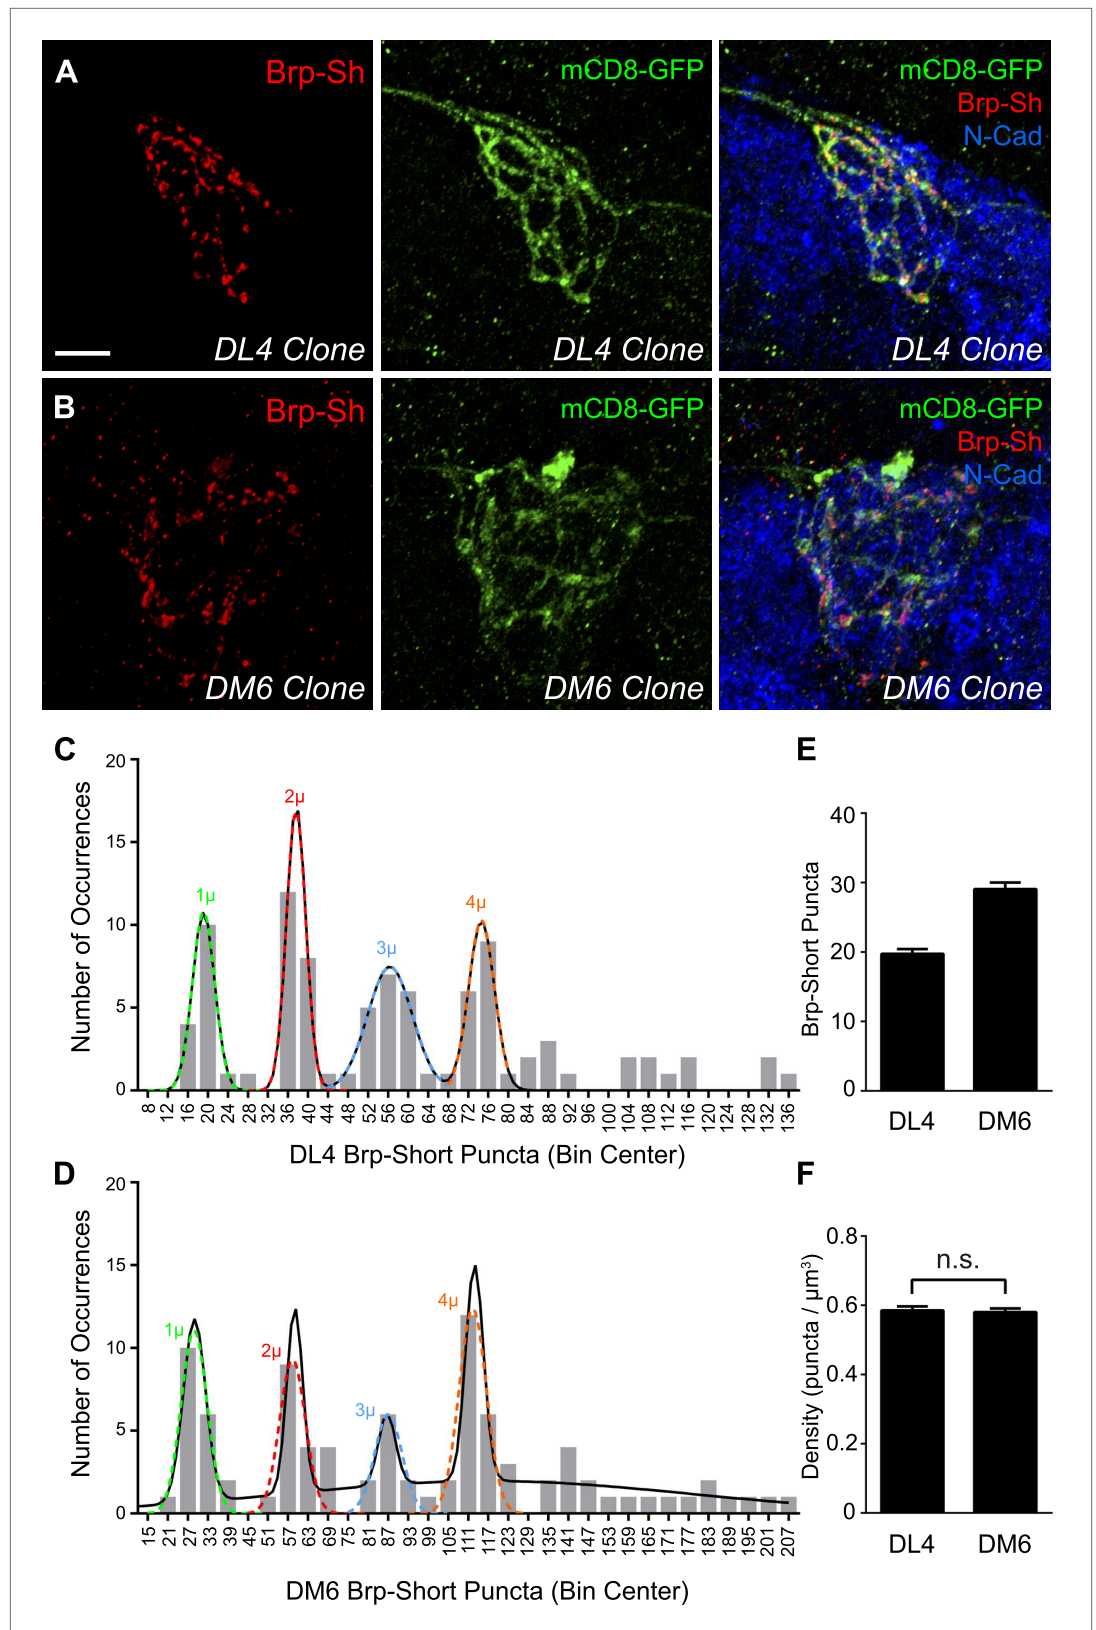 A
Brp-Sh
DL4 Clone
mCD8-GFP
DL4 Clone
mCD8-GFP
Brp-Sh
N-Cad
DL4 Clone
B
Brp-Sh
DM6 Clone
mCD8-GFP
DM6 Clone
mCD8-GFP
Brp-Sh
N-Cad
DM6 Clone
C
Number of Occurrences
20
15
10
5
0
1µ
2µ
3µ
4µ
8 12 16 20 24 28 32 36 40 44 48 52 56 60 64 68 72 76 80 84 88 92 96 100 104 108 112 116 120 124 128 132 136
DL4 Brp-Short Puncta (Bin Center)
E
Brp-Short Puncta
40
30
20
10
0
DL4 DM6
D
Number of Occurrences
20
15
10
5
0
1µ
2µ
3µ
4µ
15 21 27 33 39 45 51 57 63 69 75 81 87 93 99 105 111 117 123 129 135 141 147 153 159 165 171 177 183 189 195 201 207
DM6 Brp-Short Puncta (Bin Center)
F
Density (puncta / µm³)
0.8
0.6
0.4
0.2
0
n.s.
DL4 DM6